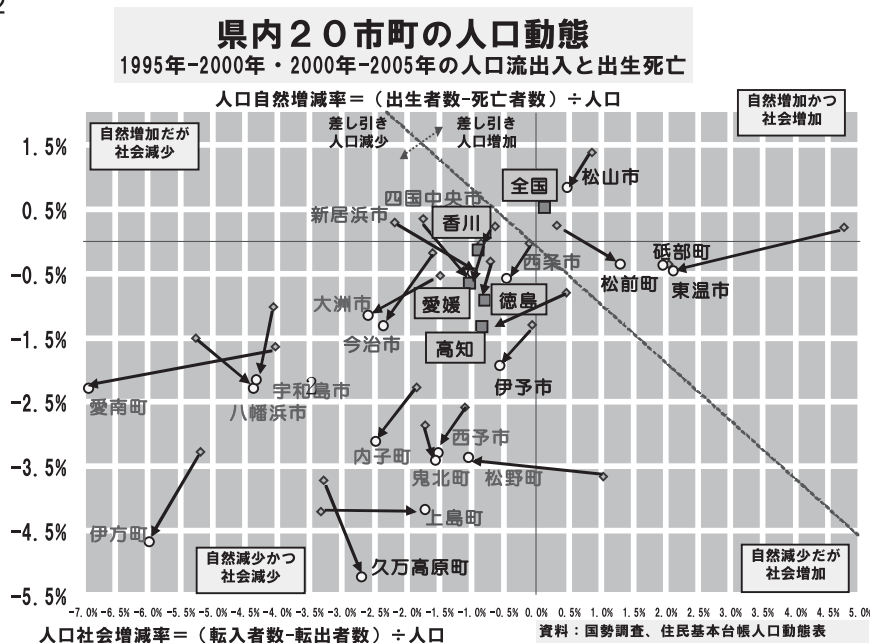 2
県内２０市町の人口動態
1995年-2000年・2000年-2005年の人口流出入と出生死亡
人口自然増減率＝（出生者数-死亡者数）÷人口
自然増加だが
社会減少
差し引き
人口減少
差し引き
人口増加
自然増加かつ
社会増加
1.5%
0.5%
-0.5%
-1.5%
-2.5%
-3.5%
-4.5%
-5.5%
全国
松山市
四国中央市
新居浜市
香川
西条市
砥部町
松前町
東温市
大洲市
愛媛
徳島
今治市
高知
伊予市
宇和島市
2
愛南町
八幡浜市
内子町
西予市
鬼北町
松野町
上島町
伊方町
久万高原町
自然減少かつ
社会減少
自然減少だが
社会増加
-7.0% -6.5% -6.0% -5.5% -5.0% -4.5% -4.0% -3.5% -3.0% -2.5% -2.0% -1.5% -1.0% -0.5% 0.0% 0.5% 1.0% 1.5% 2.0% 2.5% 3.0% 3.5% 4.0% 4.5% 5.0%
人口社会増減率＝（転入者数-転出者数）÷人口
資料：国勢調査、住民基本台帳人口動態表